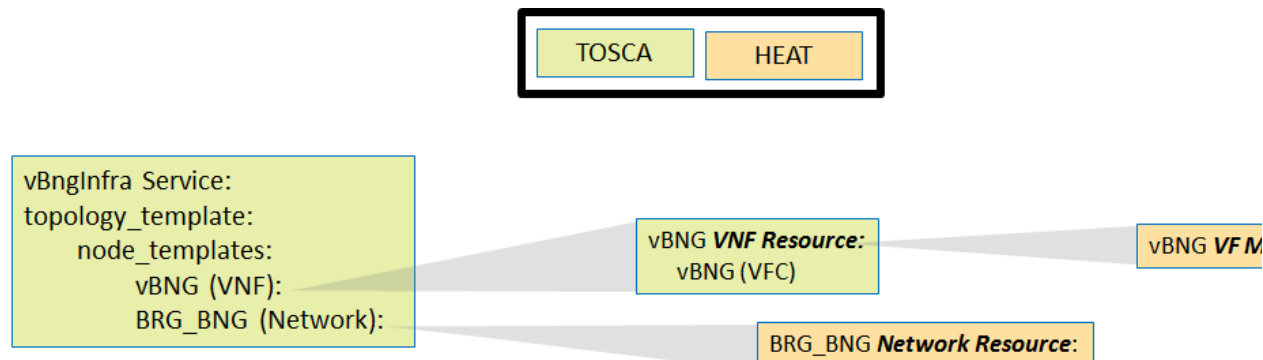 TOSCA
HEAT
vBngInfra Service:
topology_template:
node_templates:
vBNG (VNF):
BRG_BNG (Network):
vBNG VNF Resource:
vBNG (VFC)
vBNG VF
BRG_BNG Network Resource: